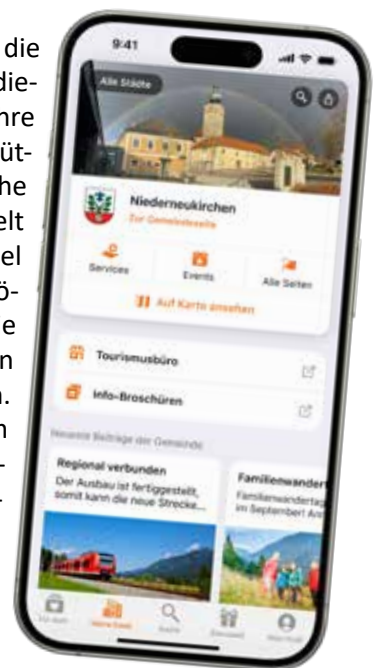 die
die-
hre
üt-
he
elt
el
ö-
e
n
.
n
-
.
9:41
Alle Städte
Niederneukirchen
Zur Gemeindeseite
Services
Events
Alle Seiten
Auf Karte ansehen
Tourismusbüro
Info-Broschüren
Neueste Beiträge der Gemeinde
Regional verbunden
Der Ausbau ist fertiggestellt,
somit kann die neue Strecke...
Familienwander
Familienwandertag
im September!
Suche